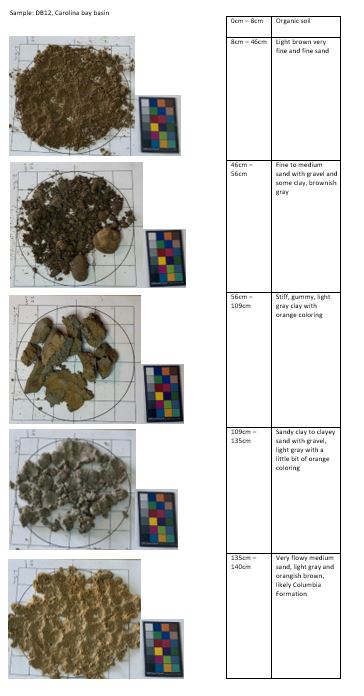 Sample: DB12, Carolina bay basin
0cm – 8cm
Organic soil
8cm – 46cm
Light brown very
fine and fine sand
46cm –
56cm
Fine to medium
sand with gravel and
some clay, brownish
gray
56cm –
109cm
Stiff, gummy, light
gray clay with
orange coloring
109cm –
135cm
Sandy clay to clayey
sand with gravel,
light gray with a
little bit of orange
coloring
135cm –
140cm
Very flowy medium
sand, light gray and
orangish brown,
likely Columbia
Formation